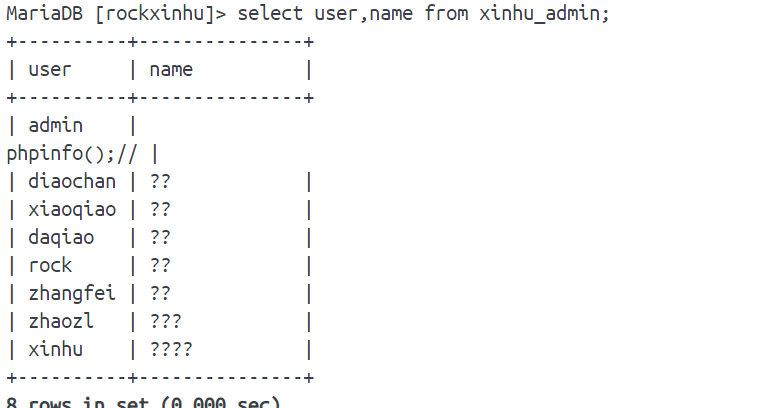 MariaDB [rockxinhu]> select user,name from xinhu_admin;
+----------+--------------+
| user     | name         |
+----------+--------------+
| admin    |
phpinfo();// |
| diaochan | ??           |
| xiaoqiao | ??           |
| daqiao   | ??           |
| rock     | ??           |
| zhangfei | ??           |
| zhaozl   | ???          |
| xinhu    | ????         |
+----------+--------------+
8 rows in set (0.000 sec)